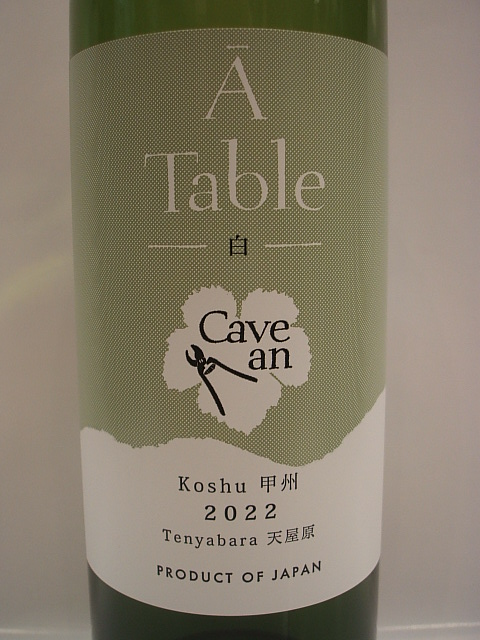 Ā
Table
白
Cave
an
Koshu 甲州
2022
Tenyabara 天屋原
PRODUCT OF JAPAN